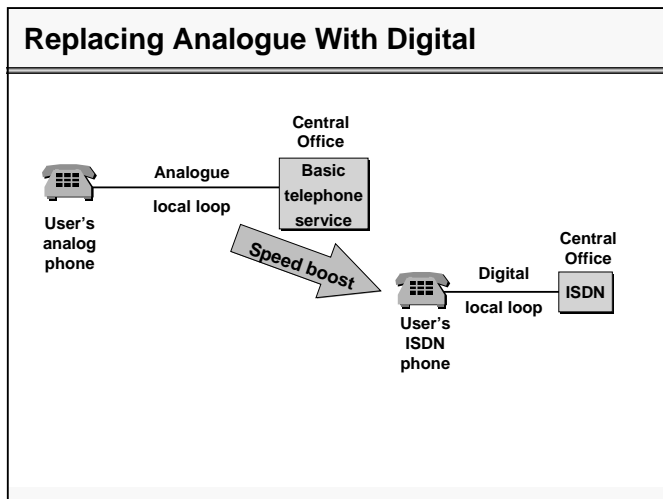 Replacing Analogue With Digital
Central
Office
Analogue
local loop
Basic
telephone
service
User's
analog
phone
Speed boost
Central
Office
Digital
local loop
ISDN
User's
ISDN
phone